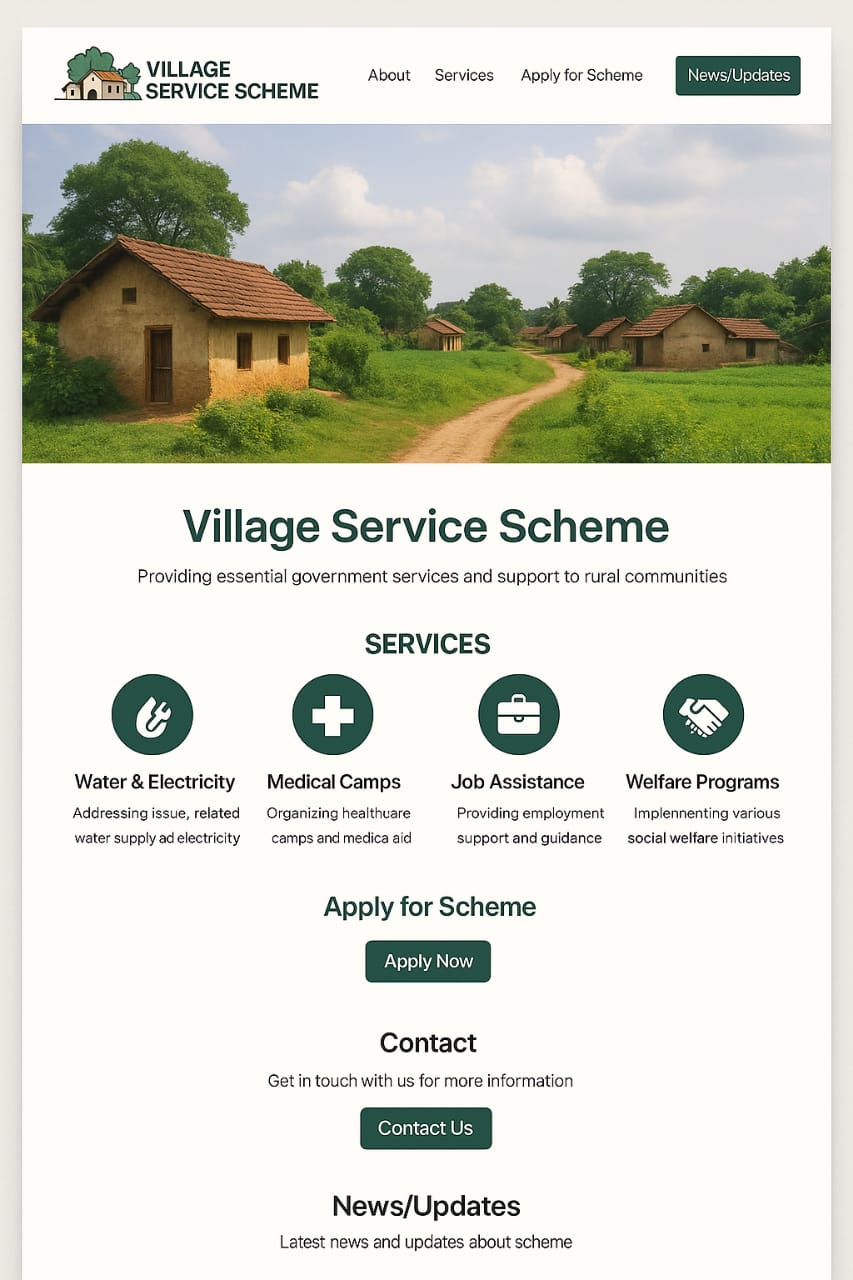 VILLAGE
SERVICE SCHEME
About
Services
Apply for Scheme
News/Updates
Village Service Scheme
Providing essential government services and support to rural communities
SERVICES
Water & Electricity
Addressing issue, related
water supply ad electricity
Medical Camps
Organizing healthuare
camps and medica aid
Job Assistance
Providing employment
support and guidance
Welfare Programs
Implennenting various
social welfare initiatives
Apply for Scheme
Apply Now
Contact
Get in touch with us for more information
Contact Us
News/Updates
Latest news and updates about scheme